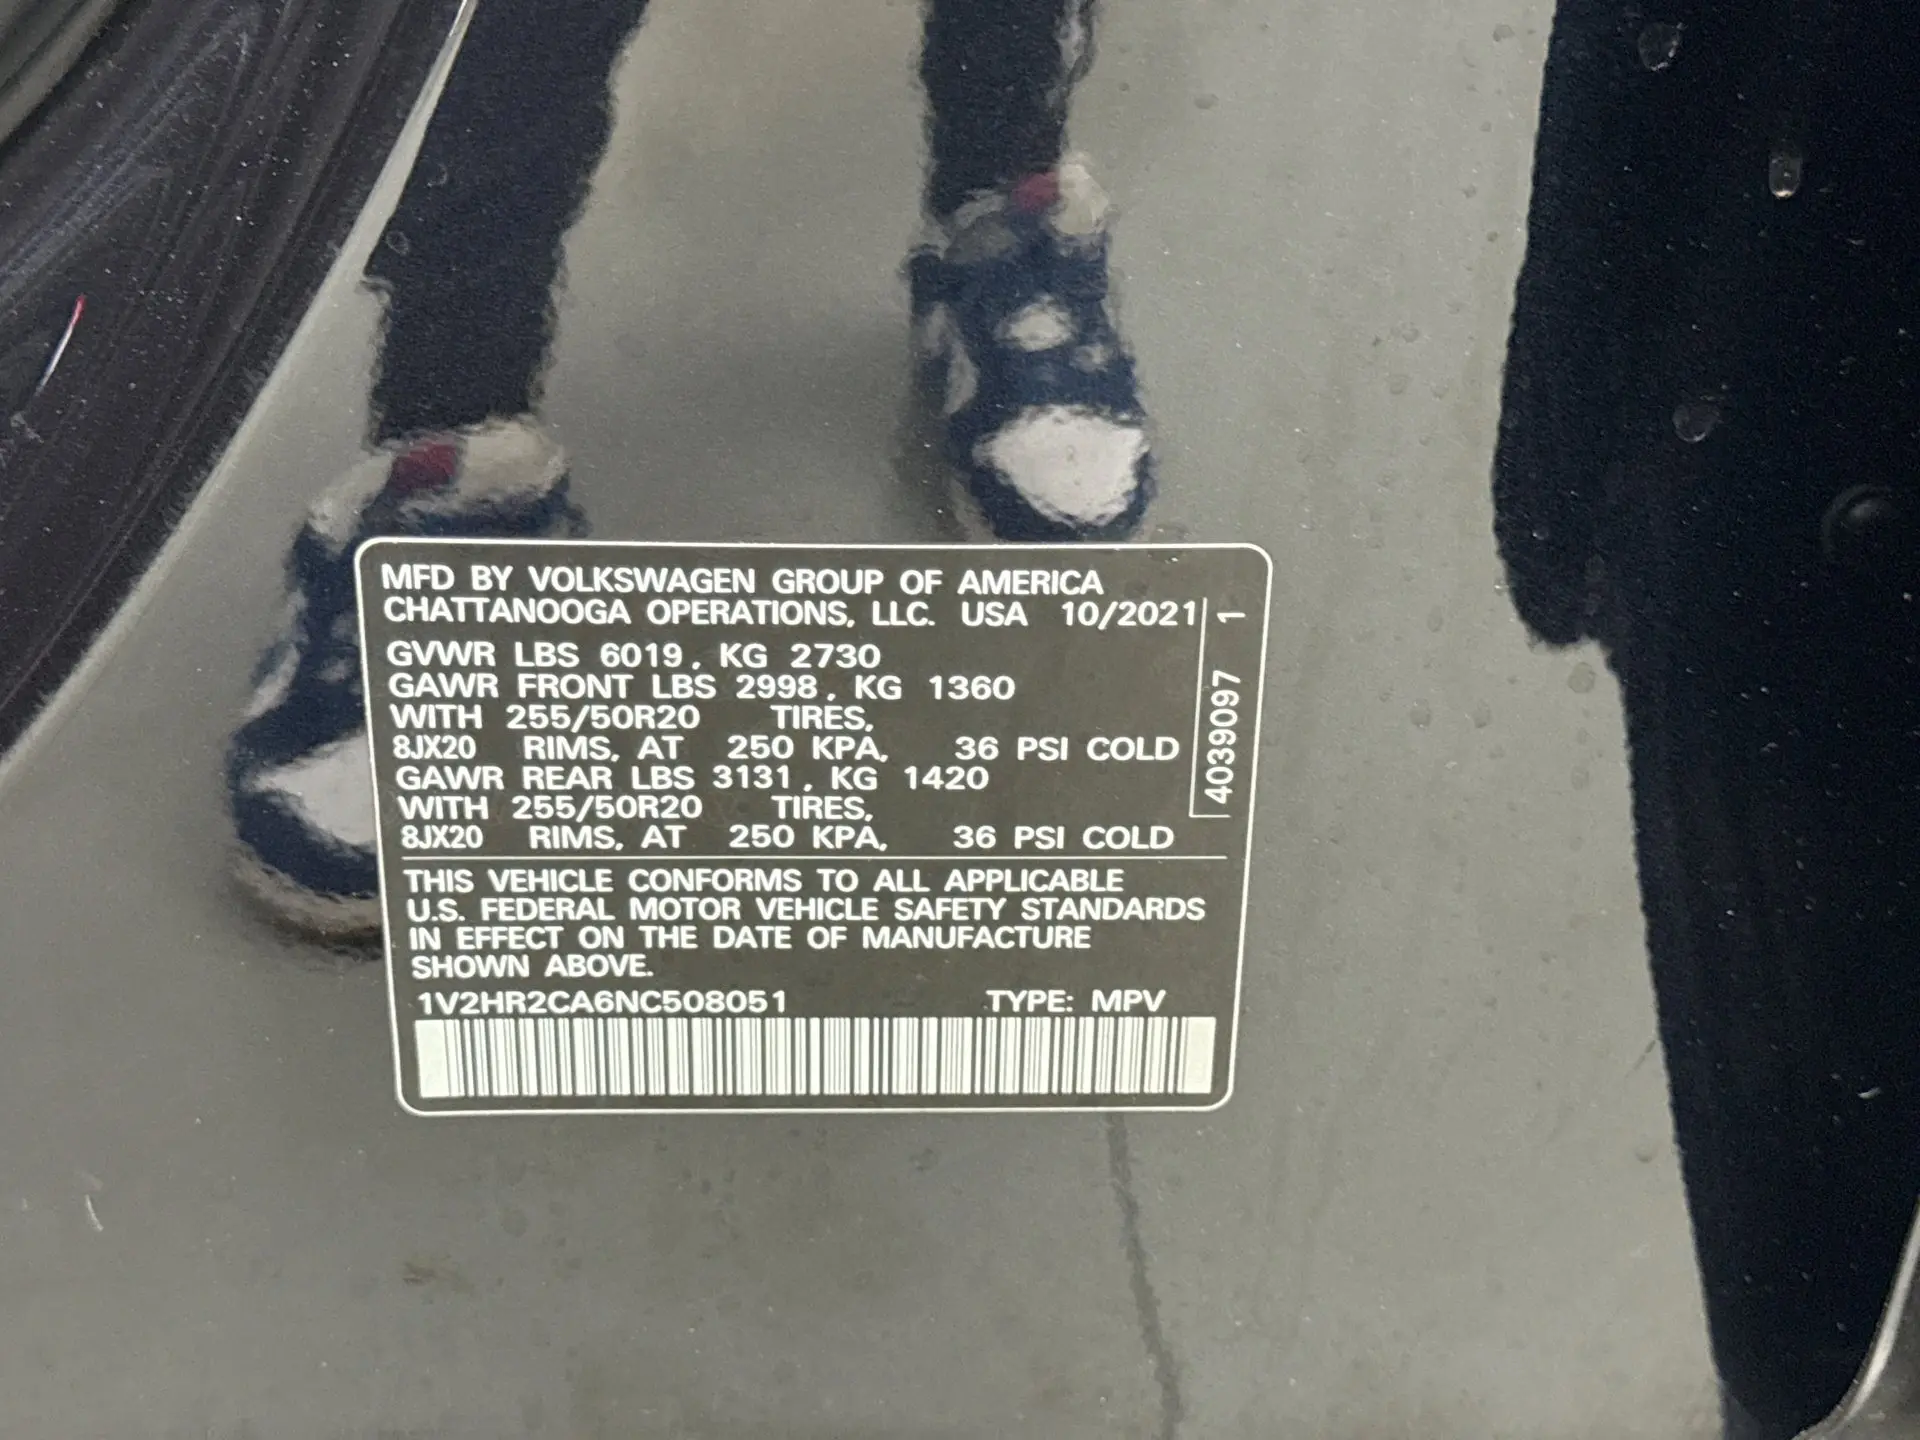 MFD BY VOLKSWAGEN GROUP OF AMERICA
CHATTANOOGA OPERATIONS, LLC. USA 10/2021
GVWR LBS 6019, KG 2730
GAWR FRONT LBS 2998, KG 1360
WITH 255/50R20 TIRES,
8JX20 RIMS, AT 250 KPA, 36 PSI COLD
GAWR REAR LBS 3131, KG 1420
WITH 255/50R20 TIRES,
8JX20 RIMS, AT 250 KPA, 36 PSI COLD
4039097 1
THIS VEHICLE CONFORMS TO ALL APPLICABLE
U.S. FEDERAL MOTOR VEHICLE SAFETY STANDARDS
IN EFFECT ON THE DATE OF MANUFACTURE
SHOWN ABOVE.
1V2HR2CA6NC508051 TYPE: MPV